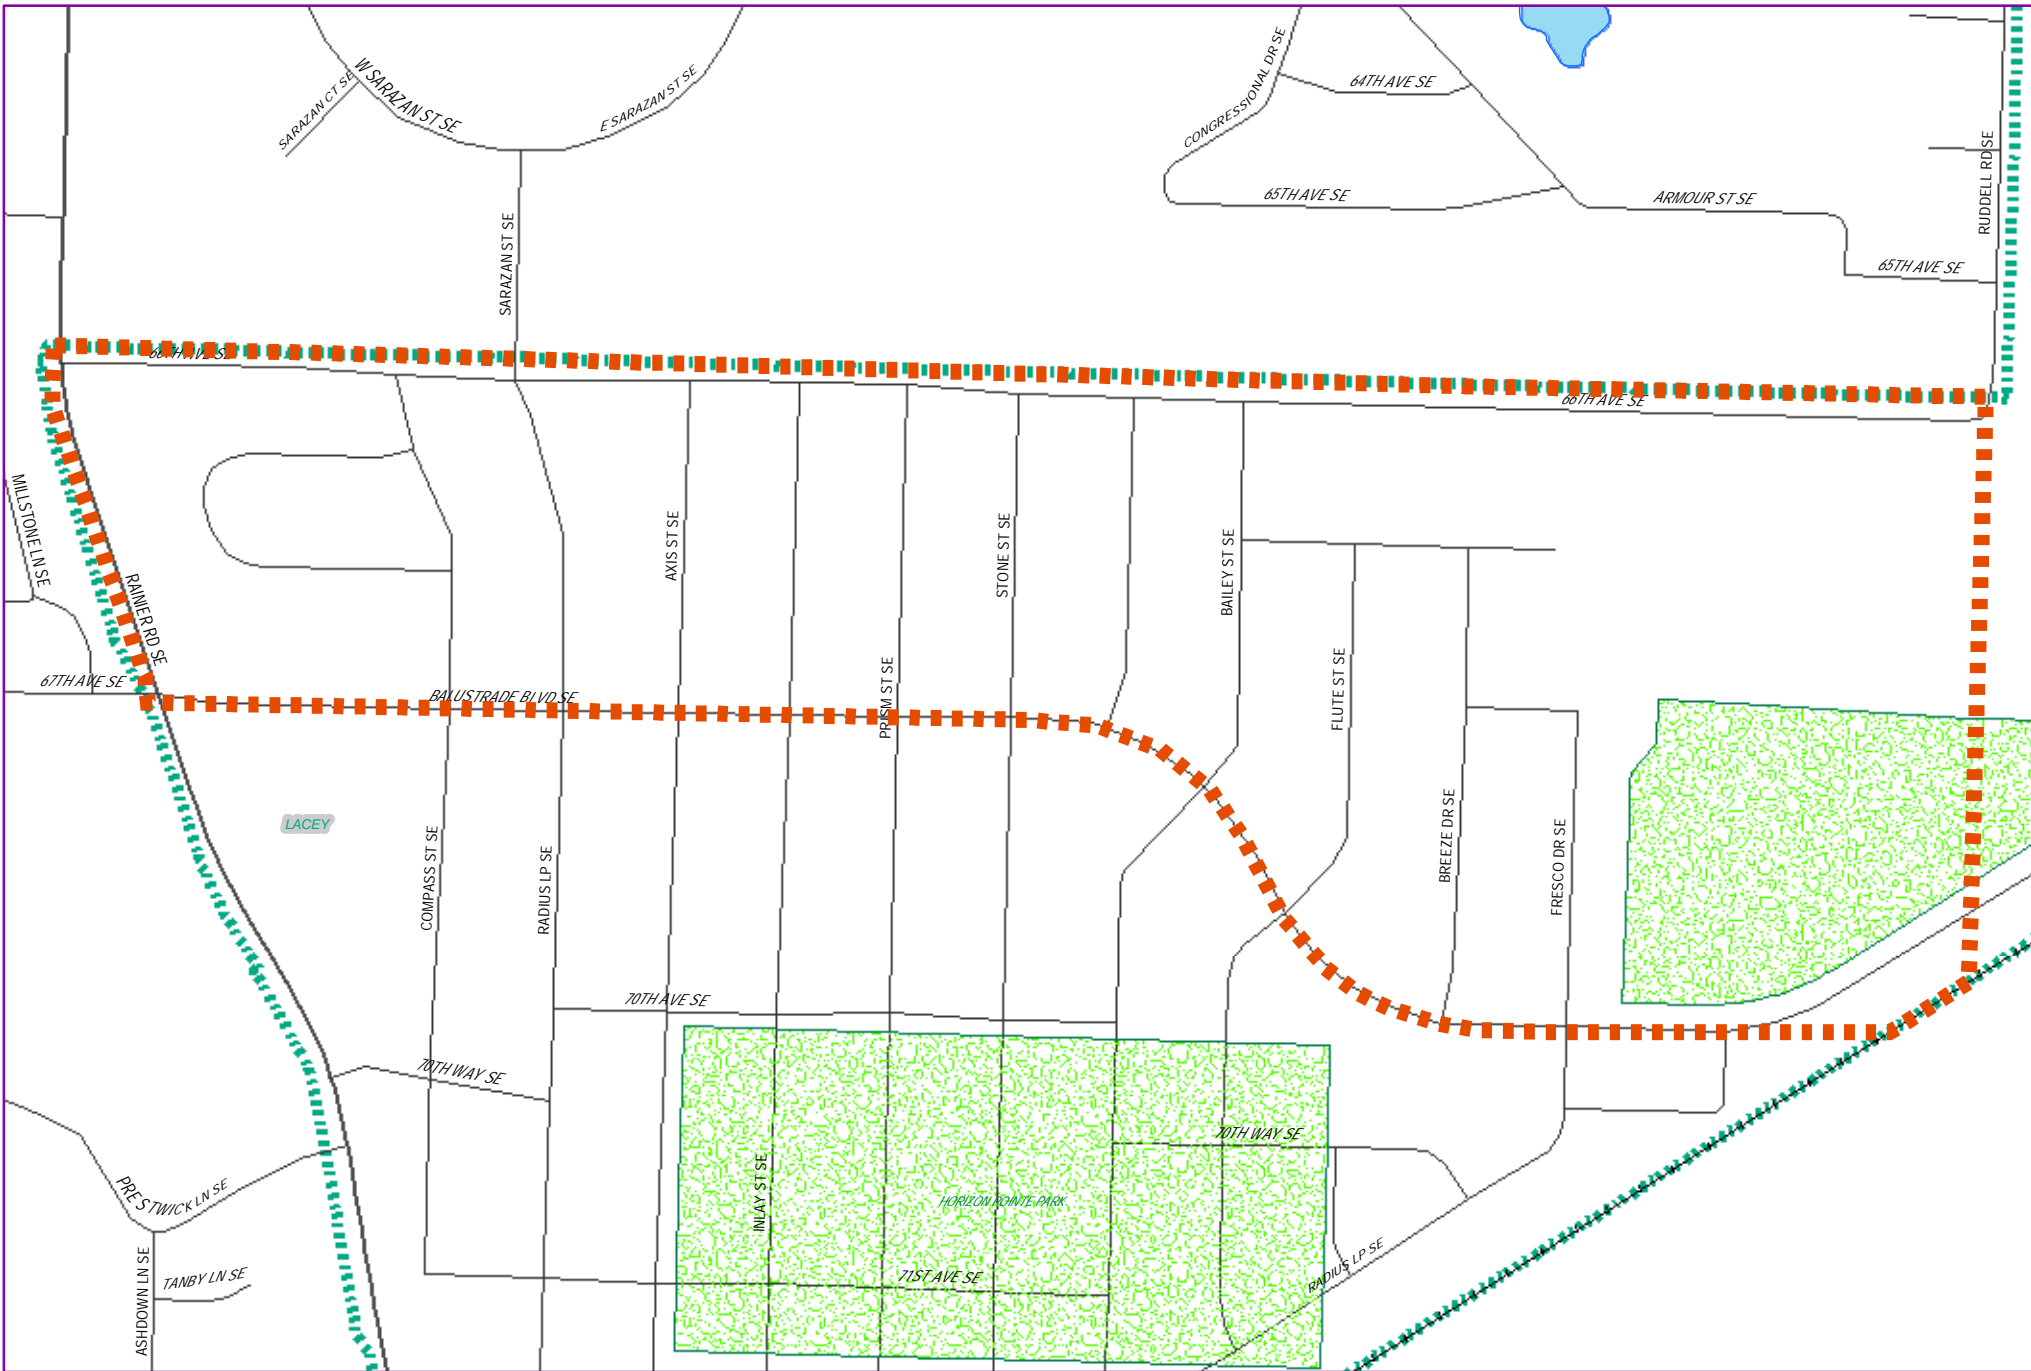 CONGRESSIONAL DR SE
64TH AVE SE
W SARAZAN ST SE
SARAZAN CT SE
E SARAZAN ST SE
RUDDELL RD SE
65TH AVE SE
ARMOUR ST SE
SARAZAN ST SE
65TH AVE SE
66TH AVE SE
66TH AVE SE
MILLSTONE LN SE
RAINIER RD SE
AXIS ST SE
STONE ST SE
BAILEY ST SE
FLUTE ST SE
67TH AVE SE
BALUSTRADE BLVD SE
PRISM ST SE
LACEY
COMPASS ST SE
RADIUS LP SE
BREEZE DR SE
FRESCO DR SE
70TH AVE SE
70TH WAY SE
70TH WAY SE
PRESTWICK LN SE
INLAY ST SE
HORIZON POINTE PARK
ASHDOWN LN SE
TANBY LN SE
71ST AVE SE
RADIUS LP SE